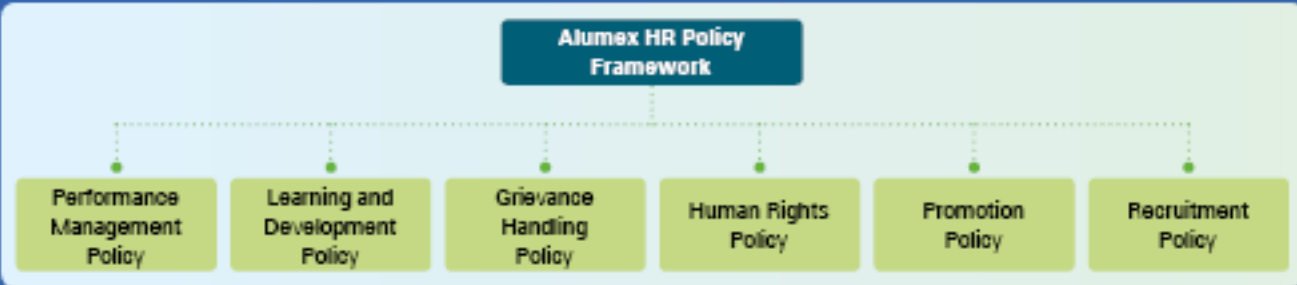 Alumex HR Policy
Framework
Performance
Management
Policy
Learning and
Development
Policy
Grievance
Handling
Policy
Human Rights
Policy
Promotion
Policy
Recruitment
Policy